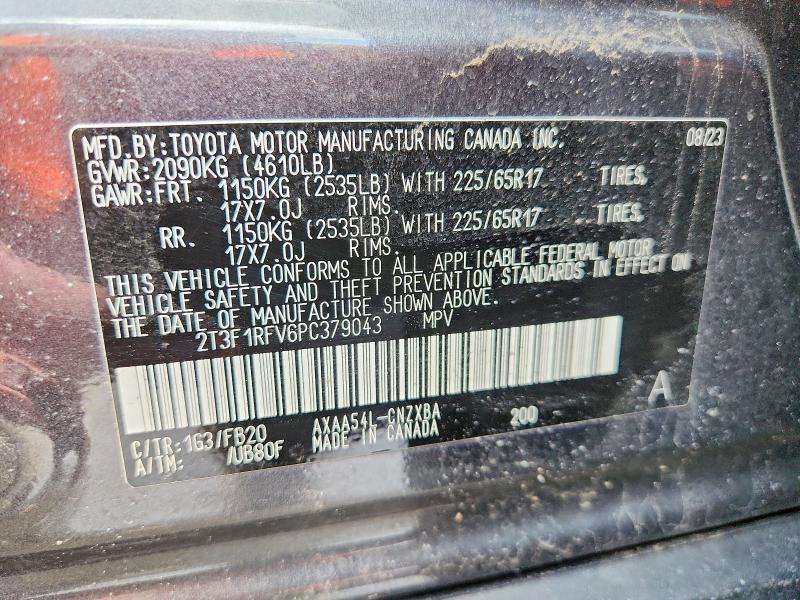 MFD. BY: TOYOTA MOTOR MANUFACTURING CANADA INC. 08/23
GVWR: 2090KG (4610LB)
GAWR: FRT. 1150KG (2535LB) WITH 225/65R17 TIRES.
17X7.0J RIMS.
RR. 1150KG (2535LB) WITH 225/65R17 TIRES.
17X7.0J RIMS.
THIS VEHICLE CONFORMS TO ALL APPLICABLE FEDERAL MOTOR
VEHICLE SAFETY AND THEFT PREVENTION STANDARDS IN EFFECT ON
THE DATE OF MANUFACTURE SHOWN ABOVE.
2T3F1RFV6PC379043 MPV
C/TR: 1G3/FB20 AXAA54L-CNZXBA 200 A
A/TM: /UB80F MADE IN CANADA